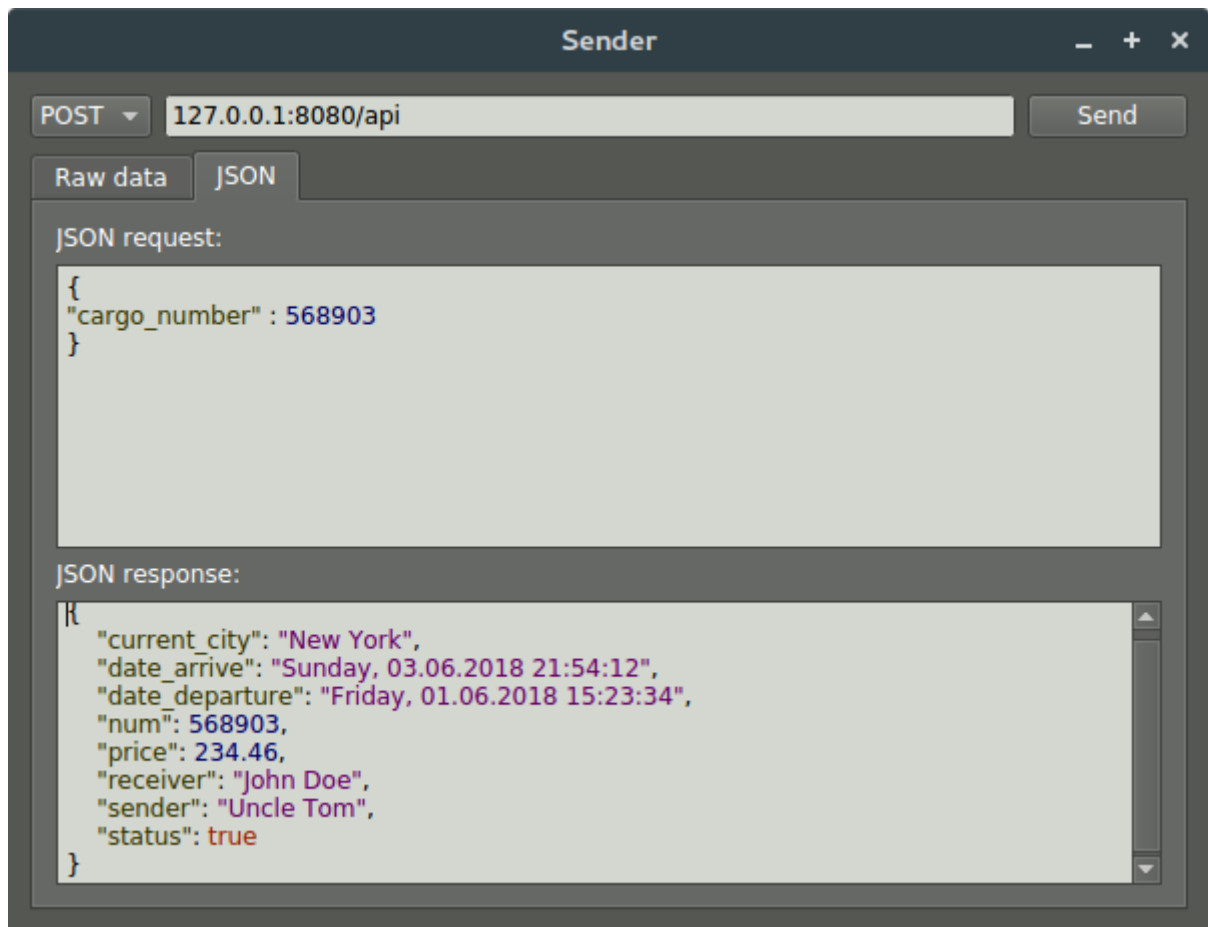 Sender
POST 127.0.0.1:8080/api Send
Raw data JSON
JSON request:
{
"cargo_number" : 568903
}
JSON response:
{
"current_city": "New York",
"date_arrive": "Sunday, 03.06.2018 21:54:12",
"date_departure": "Friday, 01.06.2018 15:23:34",
"num": 568903,
"price": 234.46,
"receiver": "John Doe",
"sender": "Uncle Tom",
"status": true
}